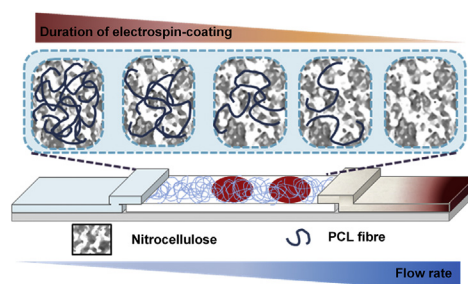 Duration of electrospin-coating
Nitrocellulose
PCL fibre
Flow rate